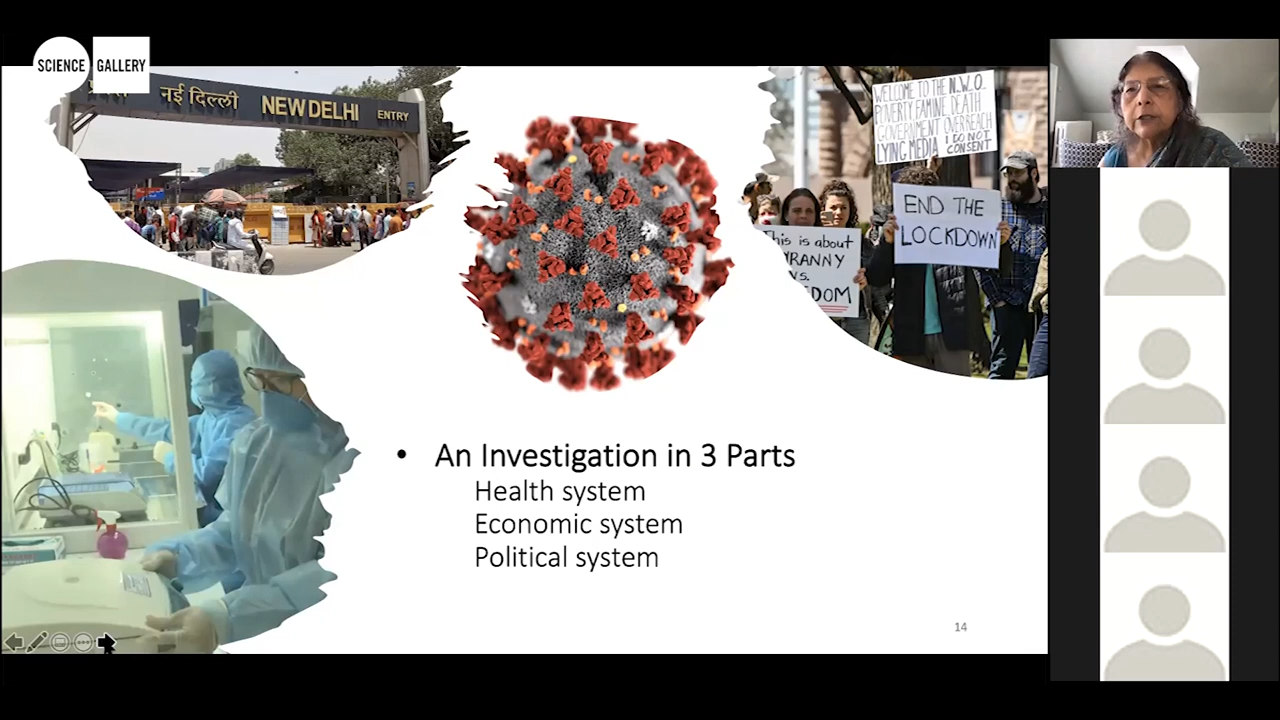 SCIENCE GALLERY
नई दिल्ली NEW DELHI ENTRY
WELCOME TO THE N.W.O.
POVERTY FAMINE DEATH
GOVERNMENT OVERREACH
LYING MEDIA I DO NOT CONSENT
END THE
LOCKDOWN
This is about
VS.
• An Investigation in 3 Parts
Health system
Economic system
Political system
14